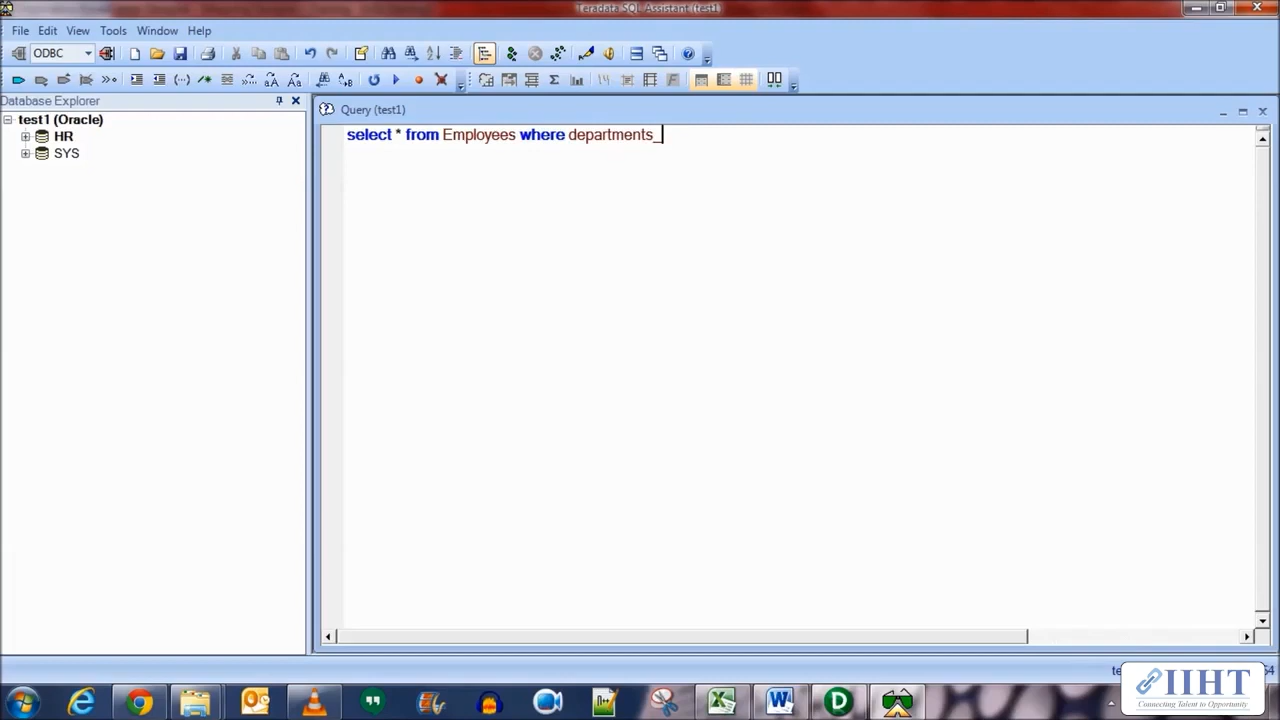 Teradata SQL Assistant (test1)
File Edit View Tools Window Help
ODBC
Database Explorer
Query (test1)
test1 (Oracle)
HR
SYS
select * from Employees where departments_
IIHT
Connecting Talent to Opportunity